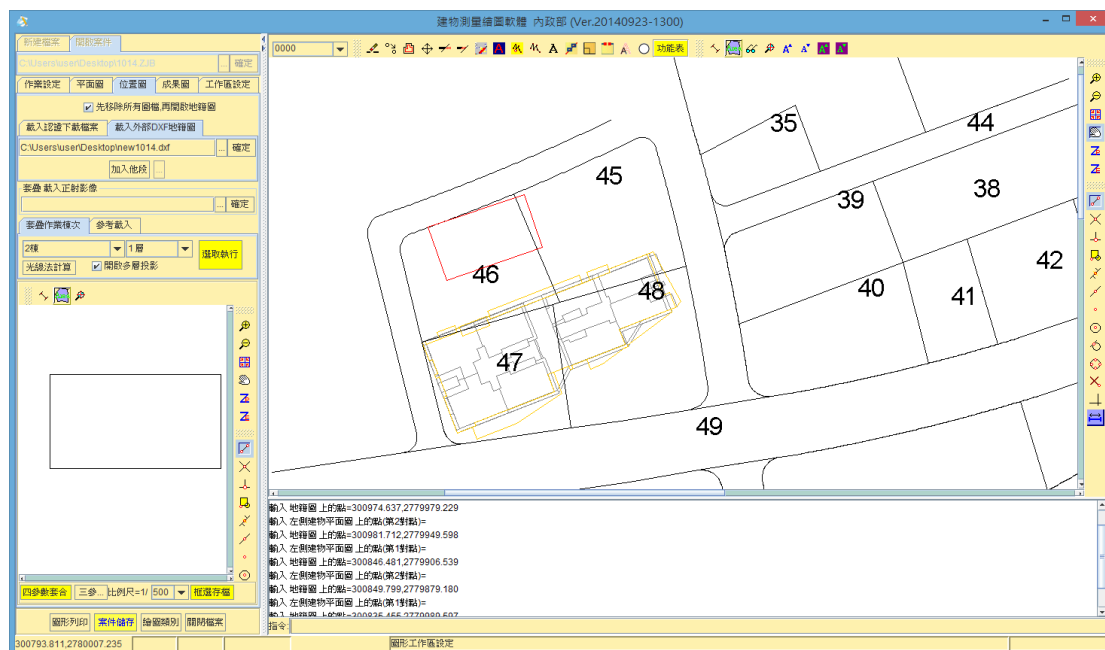 建物測量繪圖軟體 內政部 (Ver.20140923-1300)
新建檔案 開啟案件
C:\Users\user\Desktop\1014.ZIB ... 確定
作業設定 平面圖 位置圖 成果圖 工作區設定
先移除所有圖檔,再開啟地籍圖
載入認證下載檔案 載入外部DXF地籍圖
C:\Users\user\Desktop\new1014.dxf ... 確定
加入他段 ...
套疊 載入正射影像
... 確定
套疊作業棟次 參考載入
2棟 1層 選取執行
光線法計算 開啟多層投影
四參數套合 三參... 比例尺=1/ 500 框選存檔
圖形列印 案件儲存 繪圖類別 關閉檔案
300793.811,2780007.235
0000 功能表
35
44
45
39
38
46
48
42
40
41
47
49
輸入 地籍圖 上的點=300974.637,2779979.229
輸入 左側建物平面圖 上的點(第2對點)=
輸入 地籍圖 上的點=300981.712,2779949.598
輸入 左側建物平面圖 上的點(第1對點)=
輸入 地籍圖 上的點=300846.481,2779906.539
輸入 左側建物平面圖 上的點(第2對點)=
輸入 地籍圖 上的點=300849.799,2779879.180
輸入 左側建物平面圖 上的點(第1對點)=
指令:
圖形工作區設定